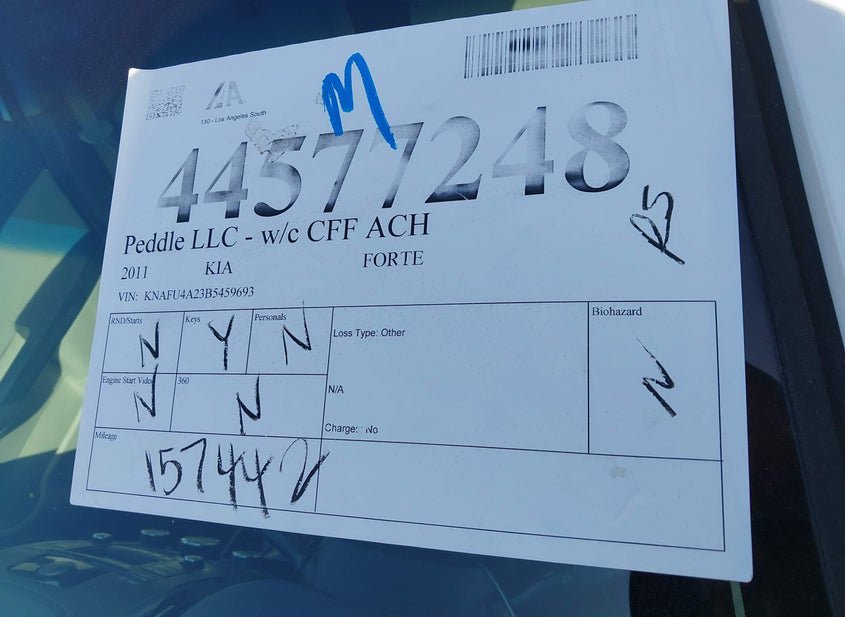 IAA
M
130 - Los Angeles South
44577248
Peddle LLC - w/c CFF ACH
RS
2011 KIA FORTE
VIN: KNAFU4A23B5459693
RND/Starts
N
Keys
Y
Personals
N
Loss Type: Other
Biohazard
N
Engine Start Video
N
360
N
N/A
Charge: No
Mileage
157442